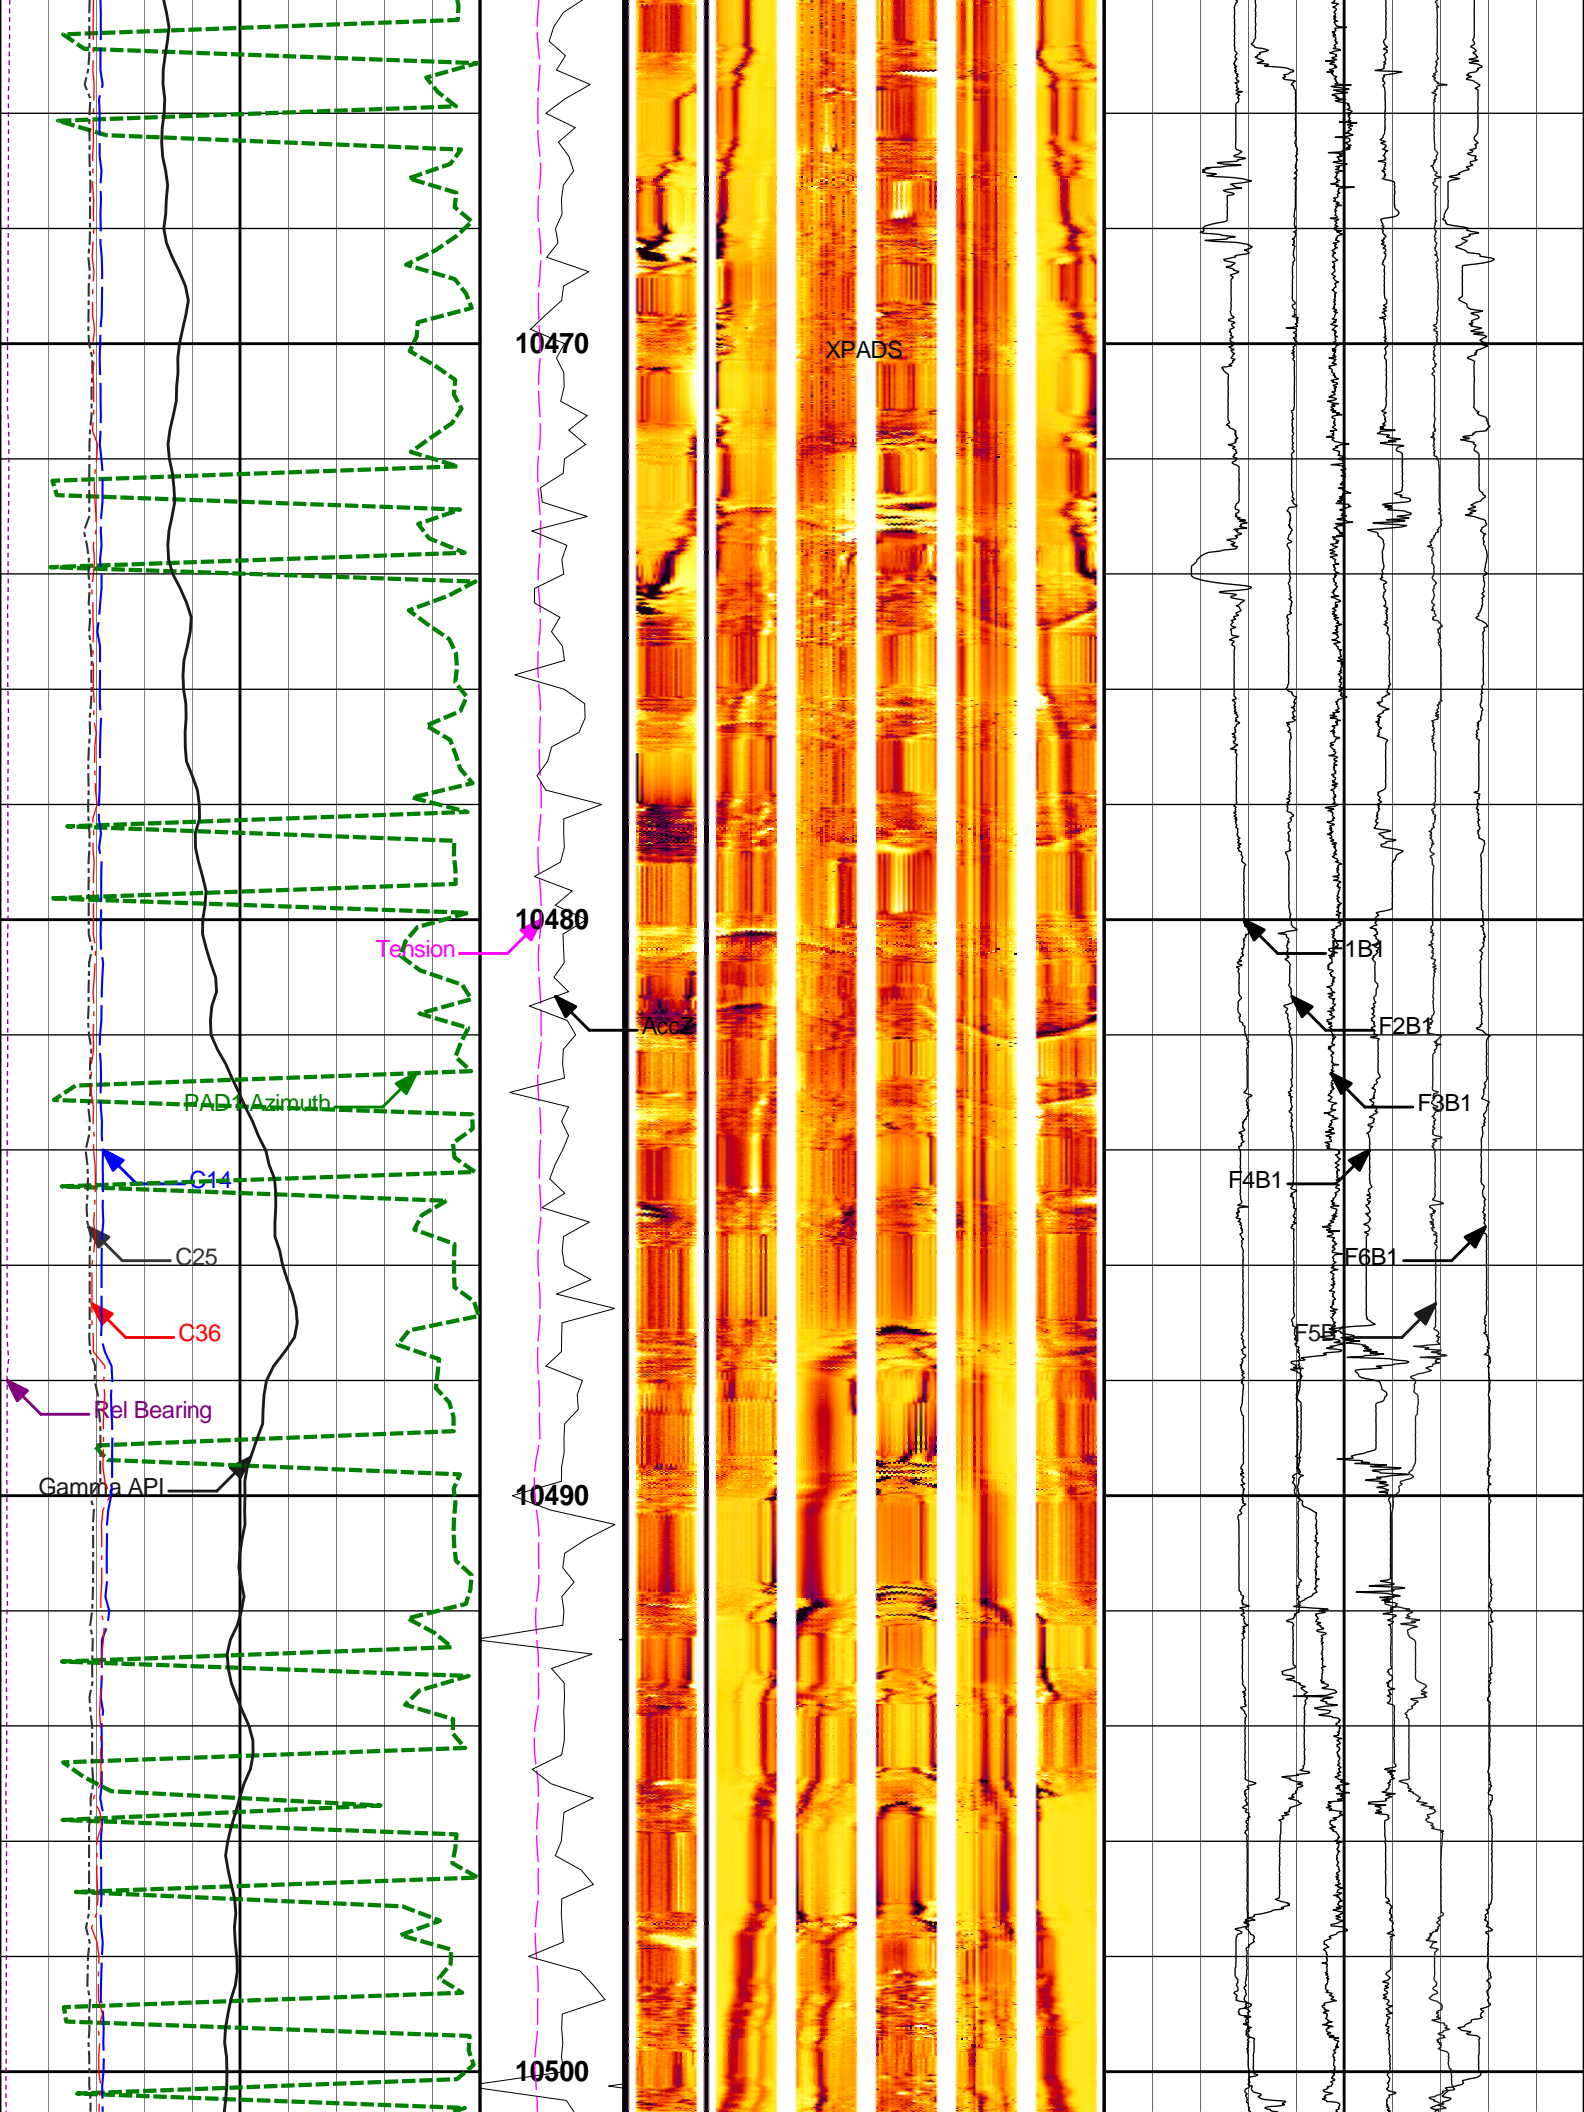 10470
XPADS
10480
Tension
F1B1
AccZ
F2B1
PAD1 Azimuth
F3B1
C14
F4B1
C25
F6B1
C36
F5B
Rel Bearing
Gamma API
10490
10500